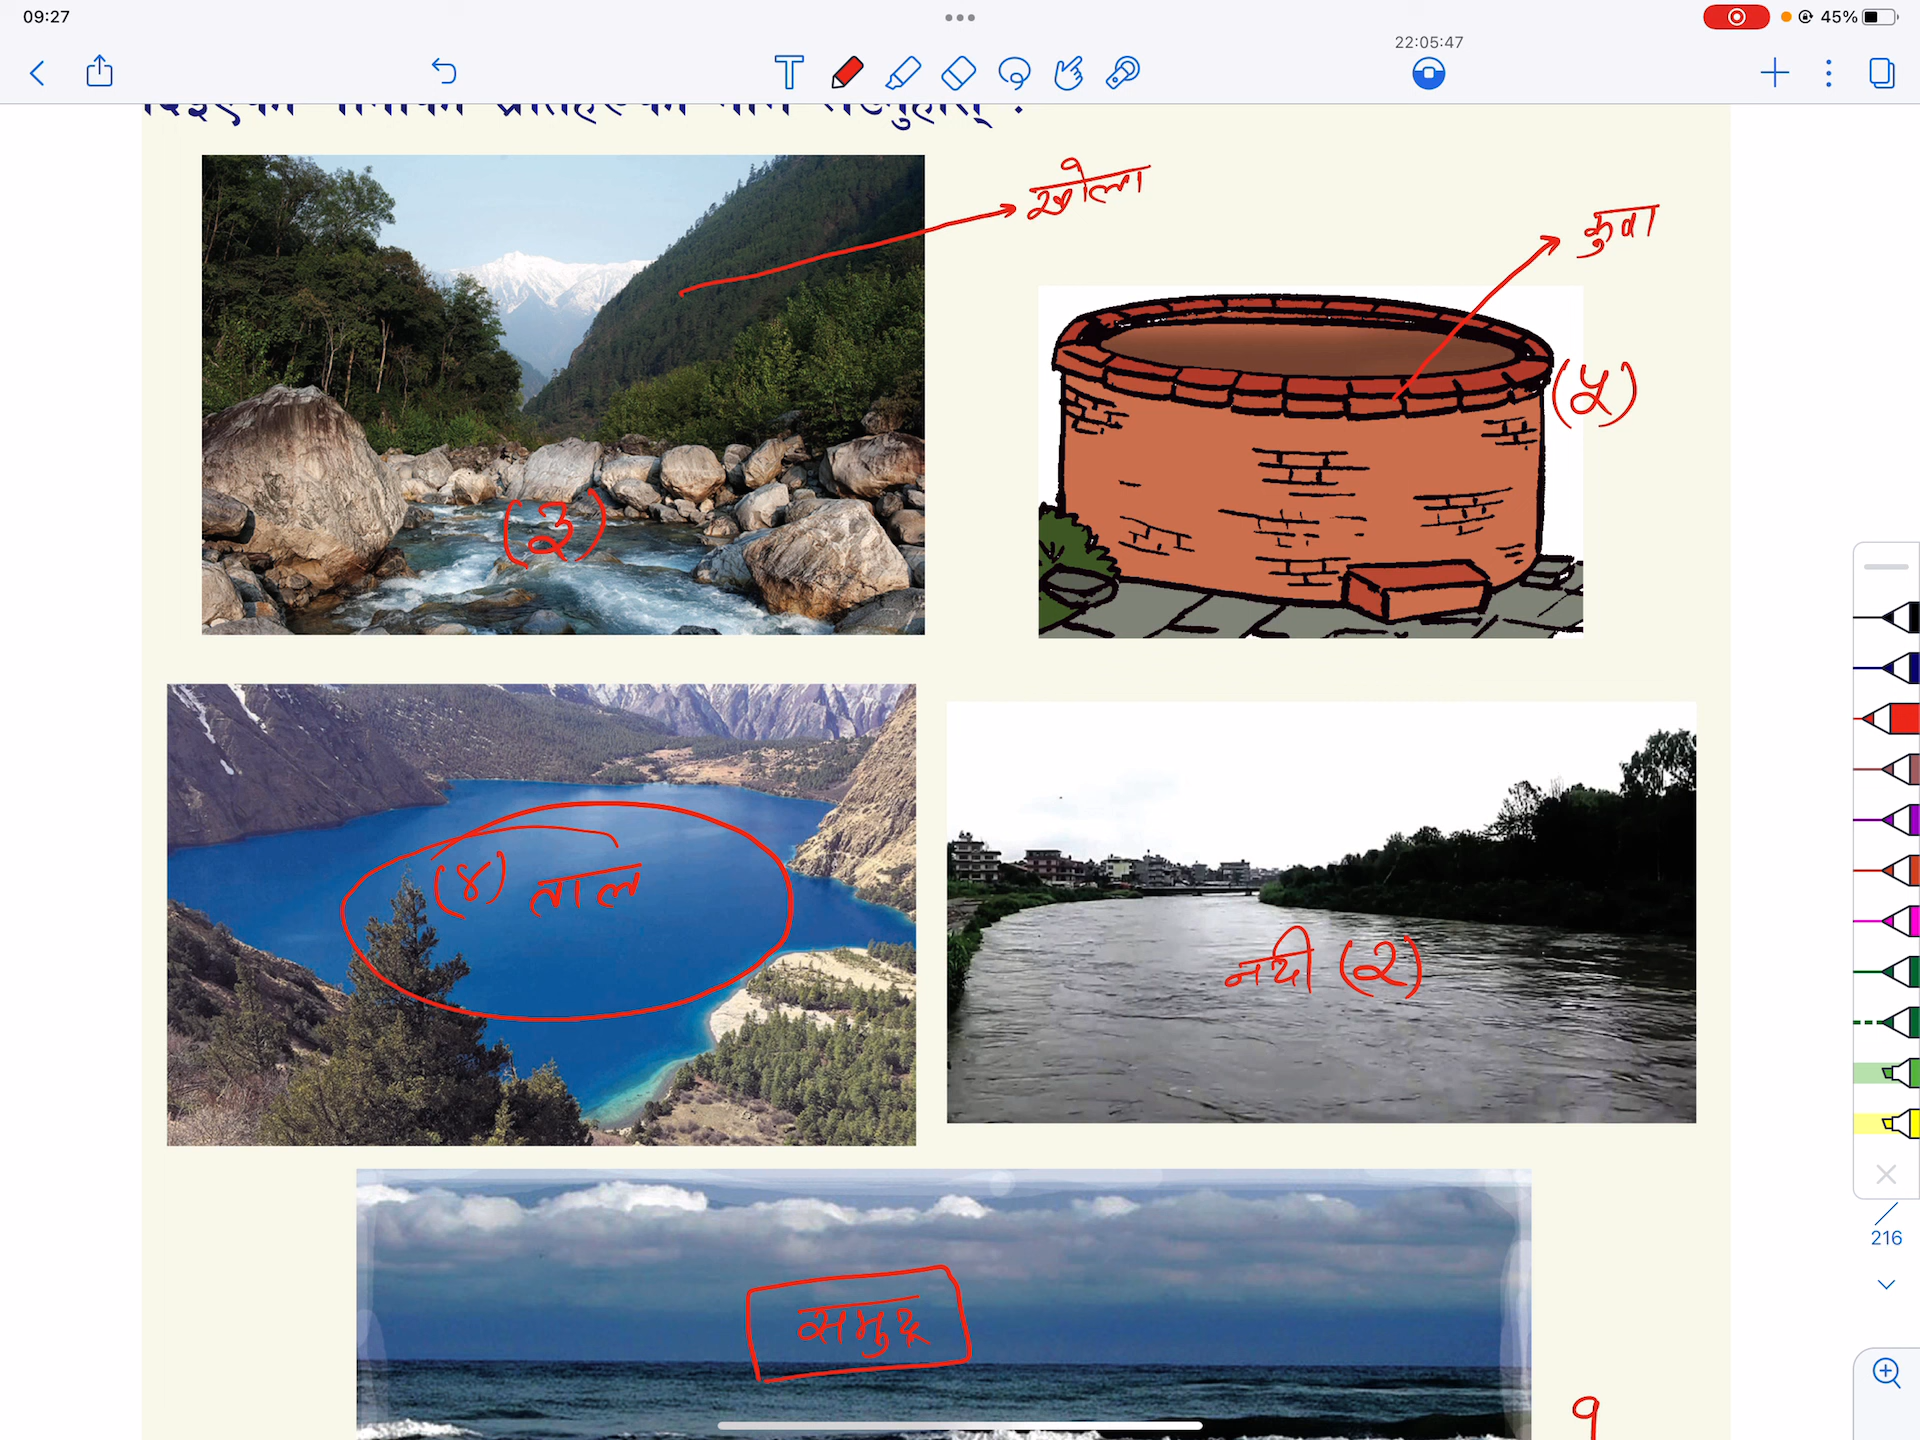 09:27
45%
22:05:47
खोला
कुवा
(५)
(३)
(४) ताल
नदी (२)
समुद्र
१
216